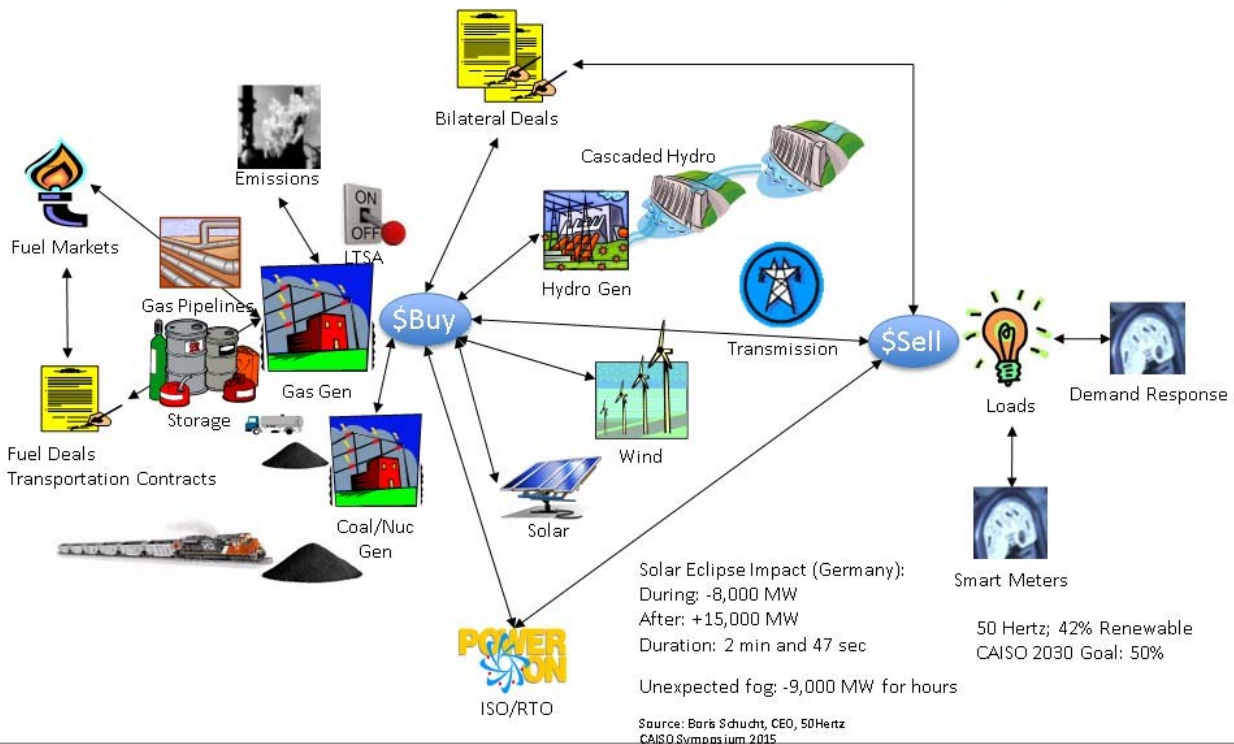 Bilateral Deals
Cascaded Hydro
Emissions
ON
OFF
LTSA
Fuel Markets
Gas Pipelines
Hydro Gen
$Buy
Transmission
$Sell
Gas Gen
Storage
Loads
Demand Response
Fuel Deals
Transportation Contracts
Wind
Coal/Nuc
Gen
Solar
Smart Meters
Solar Eclipse Impact (Germany):
During: -8,000 MW
After: +15,000 MW
Duration: 2 min and 47 sec
Unexpected fog: -9,000 MW for hours
50 Hertz; 42% Renewable
CAISO 2030 Goal: 50%
POWER
ON
ISO/RTO
Source: Boris Schucht, CEO, 50Hertz
CAISO Symposium 2015